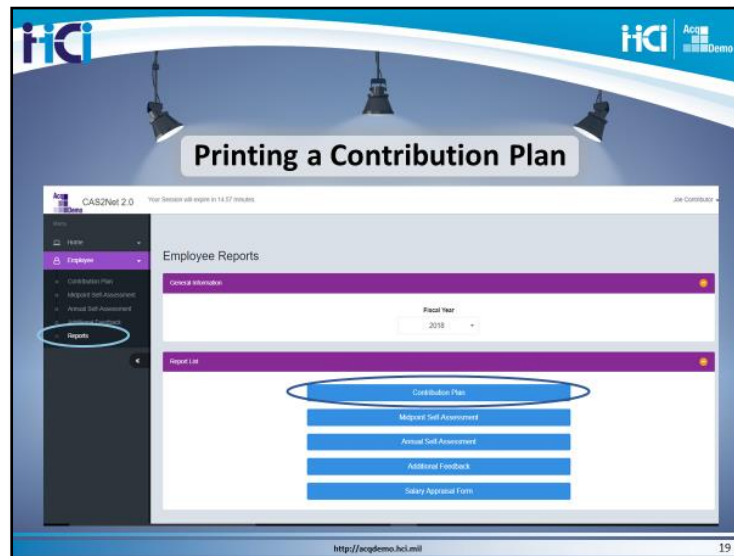 HCi
HCi
Acq
Demo
Printing a Contribution Plan
Acq
Demo
CAS2Net 2.0
Your Session will expire in 14:57 minutes.
Joe Contributor
Menu
Home
Employee
Contribution Plan
Midpoint Self-Assessment
Annual Self-Assessment
Additional Feedback
Reports
Employee Reports
General Information
Fiscal Year
2018
Report List
Contribution Plan
Midpoint Self Assessment
Annual Self Assessment
Additional Feedback
Salary Appraisal Form
http://acqdemo.hci.mil
19